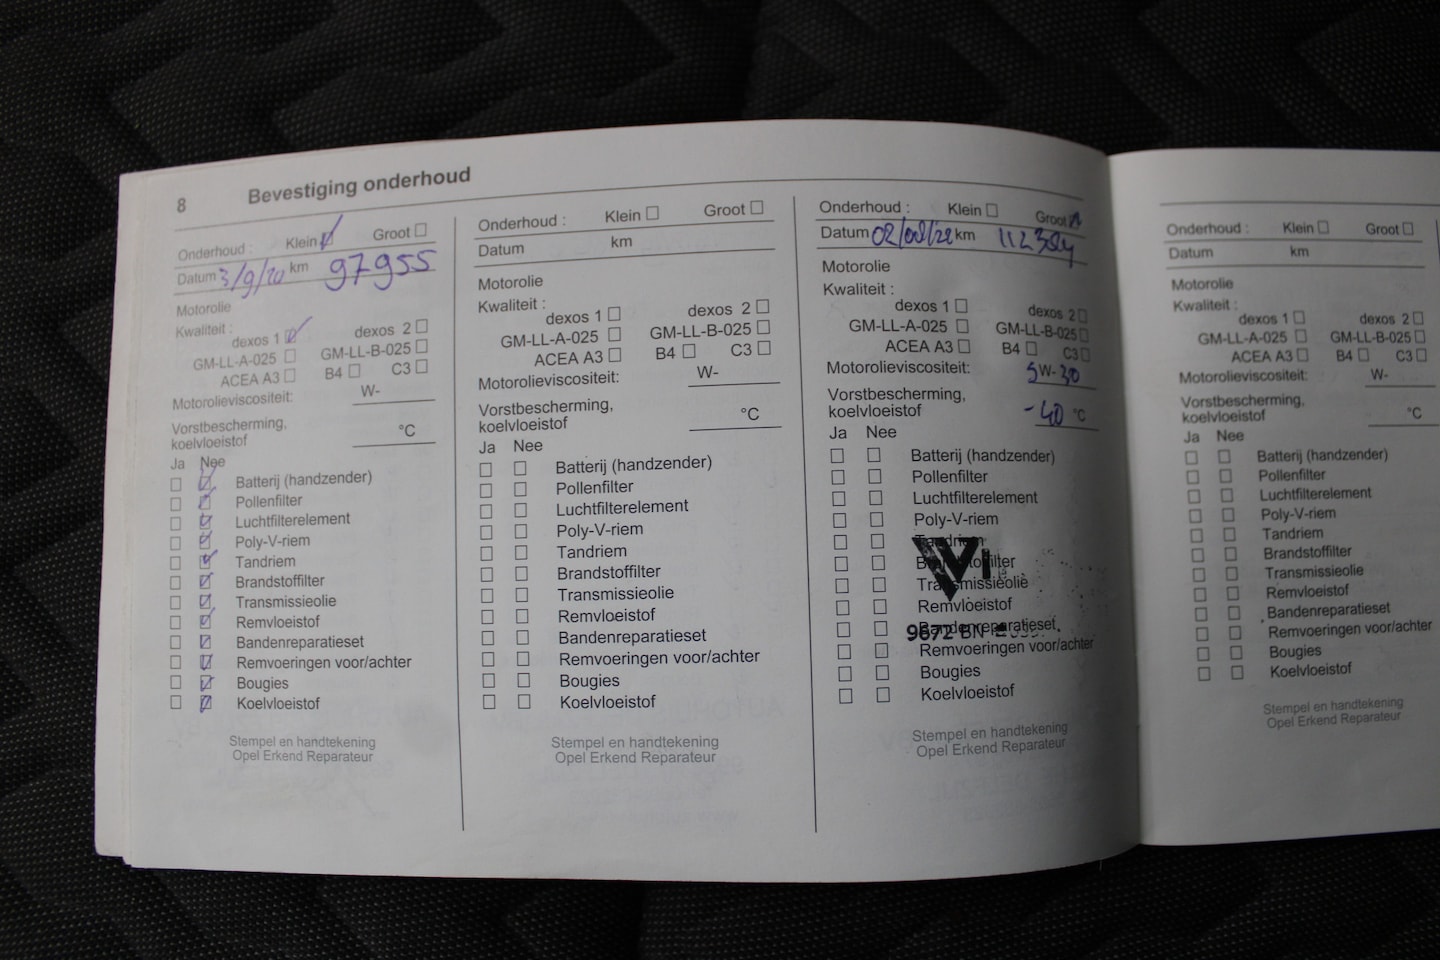 8 Bevestiging onderhoud
Onderhoud : Klein Groot
Datum 3/9/20 km 97955
Motorolie
Kwaliteit :
dexos 1 dexos 2
GM-LL-A-025 GM-LL-B-025
ACEA A3 B4 C3
Motorolieviscositeit: W-
Vorstbescherming,
koelvloeistof °C
Ja Nee
Batterij (handzender)
Pollenfilter
Luchtfilterelement
Poly-V-riem
Tandriem
Brandstoffilter
Transmissieolie
Remvloeistof
Bandenreparatieset
Remvoeringen voor/achter
Bougies
Koelvloeistof
Stempel en handtekening
Opel Erkend Reparateur
Onderhoud : Klein Groot
Datum km
Motorolie
Kwaliteit :
dexos 1 dexos 2
GM-LL-A-025 GM-LL-B-025
ACEA A3 B4 C3
Motorolieviscositeit: W-
Vorstbescherming,
koelvloeistof °C
Ja Nee
Batterij (handzender)
Pollenfilter
Luchtfilterelement
Poly-V-riem
Tandriem
Brandstoffilter
Transmissieolie
Remvloeistof
Bandenreparatieset
Remvoeringen voor/achter
Bougies
Koelvloeistof
Stempel en handtekening
Opel Erkend Reparateur
Onderhoud : Klein Groot
Datum km
Motorolie
Kwaliteit :
dexos 1 dexos 2
GM-LL-A-025 GM-LL-B-025
ACEA A3 B4 C3
Motorolieviscositeit: 5W-30
Vorstbescherming,
koelvloeistof -40 °C
Ja Nee
Batterij (handzender)
Pollenfilter
Luchtfilterelement
Poly-V-riem
Tandriem
Brandstoffilter
Transmissieolie
Remvloeistof
Bandenreparatieset
9672 BN
Remvoeringen voor/achter
Bougies
Koelvloeistof
Stempel en handtekening
Opel Erkend Reparateur
Onderhoud : Klein Groot
Datum km
Motorolie
Kwaliteit :
dexos 1 dexos 2
GM-LL-A-025 GM-LL-B-025
ACEA A3 B4 C3
Motorolieviscositeit: W-
Vorstbescherming,
koelvloeistof °C
Ja Nee
Batterij (handzender)
Pollenfilter
Luchtfilterelement
Poly-V-riem
Tandriem
Brandstoffilter
Transmissieolie
Remvloeistof
Bandenreparatieset
Remvoeringen voor/achter
Bougies
Koelvloeistof
Stempel en handtekening
Opel Erkend Reparateur